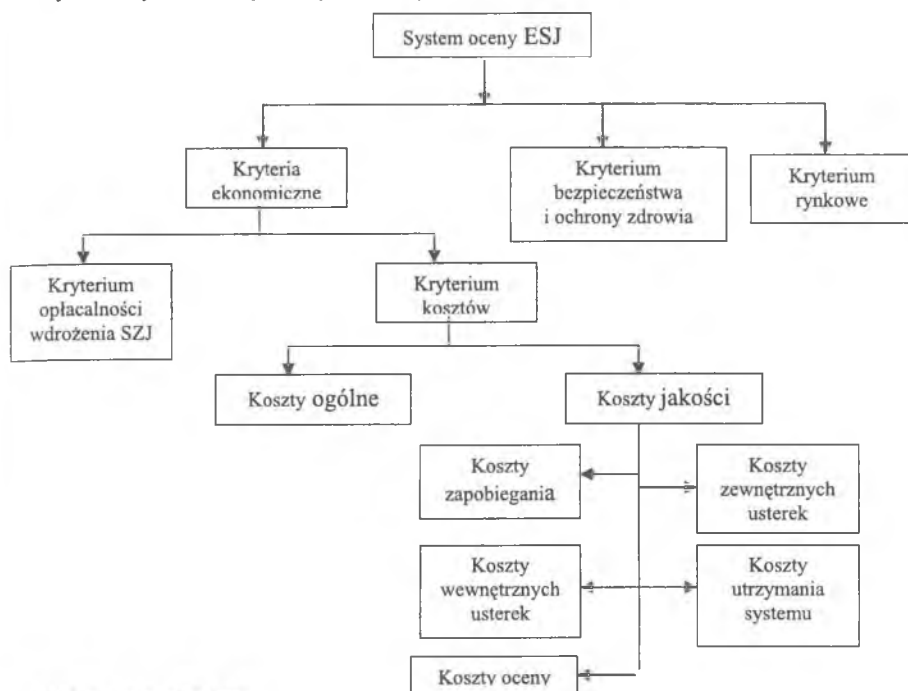 System oceny ESJ
Kryteria
ekonomiczne
Kryterium
bezpieczeństwa
i ochrony zdrowia
Kryterium
rynkowe
Kryterium
opłacalności
wdrożenia SZJ
Kryterium
kosztów
Koszty ogólne
Koszty jakości
Koszty
zapobiegania
Koszty
zewnętrznych
usterek
Koszty
wewnętrznych
usterek
Koszty
utrzymania
systemu
Koszty oceny